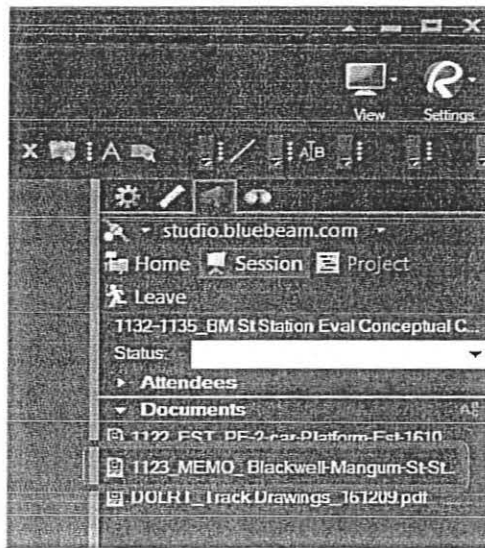 View Settings
studio.bluebeam.com
Home Session Project
Leave
1132-1135_BM St Station Eval Conceptual C...
Status:
Attendees
Documents
1122_EST_PE-2-car-Platform-Est-1610...
1123_MEMO_Blackwell-Mangum-St-St...
DOLRT_Track Drawings_161209.pdf